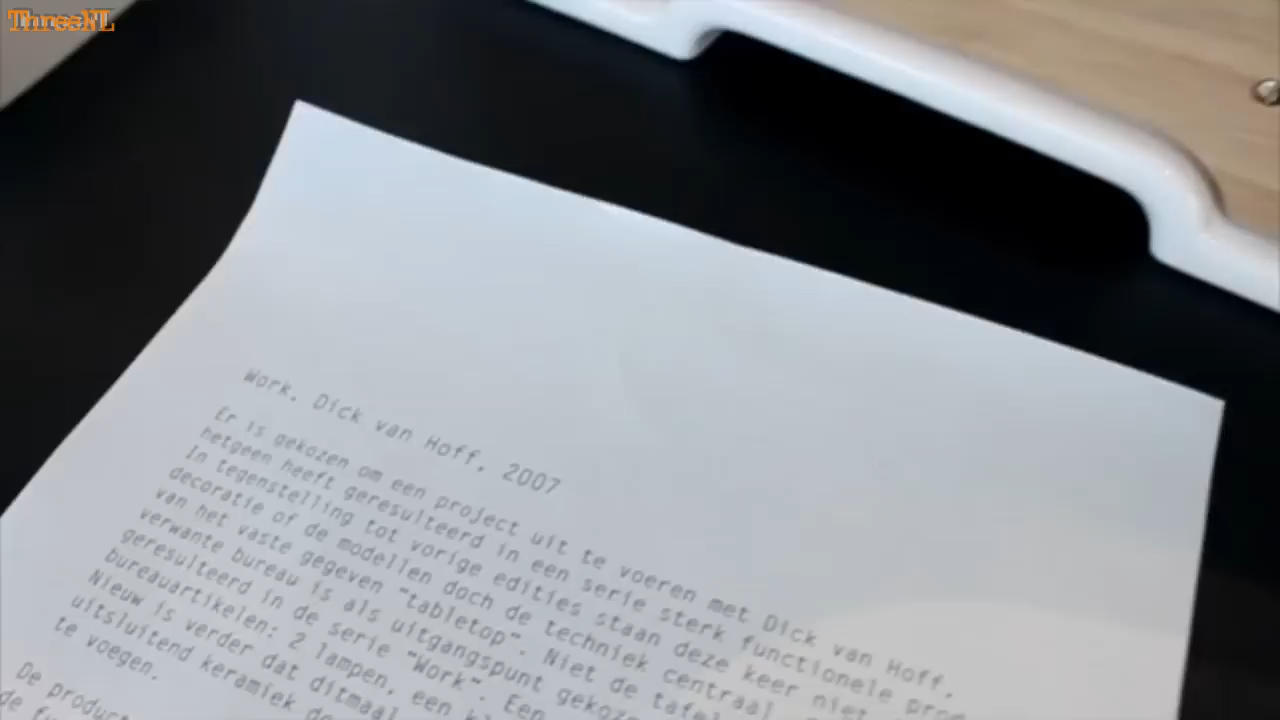 ThreeNL
Work, Dick van Hoff, 2007
Er is gekozen om een project uit te voeren met Dick van Hoff,
hetgeen heeft geresulteerd in een serie sterk functionele
In tegenstelling tot vorige edities staan deze keer niet
decoratie of de modellen doch de techniek centraal
van het vaste gegeven "tabletop". Niet de
verwante bureau is als uitgangspunt
geresulteerd in de serie "Work". Een
bureauartikelen: 2 lampen, een
Nieuw is verder dat ditmaal
uitsluitend keramiek
te voegen.
De
de